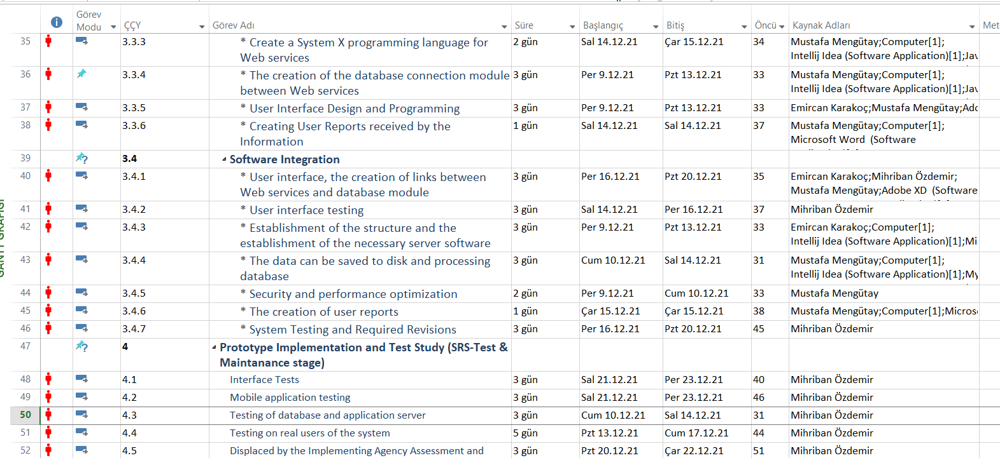 Görev
Modu ÇÇY Görev Adı Süre Başlangıç Bitiş Öncü Kaynak Adları Met
35 3.3.3 * Create a System X programming language for 2 gün Sal 14.12.21 Çar 15.12.21 34 Mustafa Mengütay;Computer[1];
Web services Intellij Idea (Software Application)[1];Jav
36 3.3.4 * The creation of the database connection module 3 gün Per 9.12.21 Pzt 13.12.21 33 Mustafa Mengütay;Computer[1];
between Web services Intellij Idea (Software Application)[1];Jav
37 3.3.5 * User Interface Design and Programming 3 gün Per 9.12.21 Pzt 13.12.21 33 Emircan Karakoç;Mustafa Mengütay;Adc
38 3.3.6 * Creating User Reports received by the 1 gün Sal 14.12.21 Sal 14.12.21 37 Mustafa Mengütay;Computer[1];
Information Microsoft Word (Software
39 3.4 Software Integration
40 3.4.1 * User interface, the creation of links between 3 gün Per 16.12.21 Pzt 20.12.21 35 Emircan Karakoç;Mihriban Özdemir;
Web services and database module Mustafa Mengütay;Adobe XD (Software
41 3.4.2 * User interface testing 3 gün Sal 14.12.21 Per 16.12.21 37 Mihriban Özdemir
42 3.4.3 * Establishment of the structure and the 3 gün Per 9.12.21 Pzt 13.12.21 33 Emircan Karakoç;Computer[1];
establishment of the necessary server software Intellij Idea (Software Application)[1];Mi
43 3.4.4 * The data can be saved to disk and processing 3 gün Cum 10.12.21 Sal 14.12.21 31 Mustafa Mengütay;Computer[1];
database Intellij Idea (Software Application)[1];My
44 3.4.5 * Security and performance optimization 2 gün Per 9.12.21 Cum 10.12.21 33 Mustafa Mengütay
45 3.4.6 * The creation of user reports 1 gün Çar 15.12.21 Çar 15.12.21 38 Mustafa Mengütay;Computer[1];Micros
46 3.4.7 * System Testing and Required Revisions 3 gün Per 16.12.21 Pzt 20.12.21 45 Mihriban Özdemir
47 4 Prototype Implementation and Test Study (SRS-Test &
Maintanance stage)
48 4.1 Interface Tests 3 gün Sal 21.12.21 Per 23.12.21 40 Mihriban Özdemir
49 4.2 Mobile application testing 3 gün Sal 21.12.21 Per 23.12.21 46 Mihriban Özdemir
50 4.3 Testing of database and application server 3 gün Cum 10.12.21 Sal 14.12.21 31 Mihriban Özdemir
51 4.4 Testing on real users of the system 5 gün Pzt 13.12.21 Cum 17.12.21 44 Mihriban Özdemir
52 4.5 Displaced by the Implementing Agency Assessment and 3 gün Pzt 20.12.21 Çar 22.12.21 51 Mihriban Özdemir